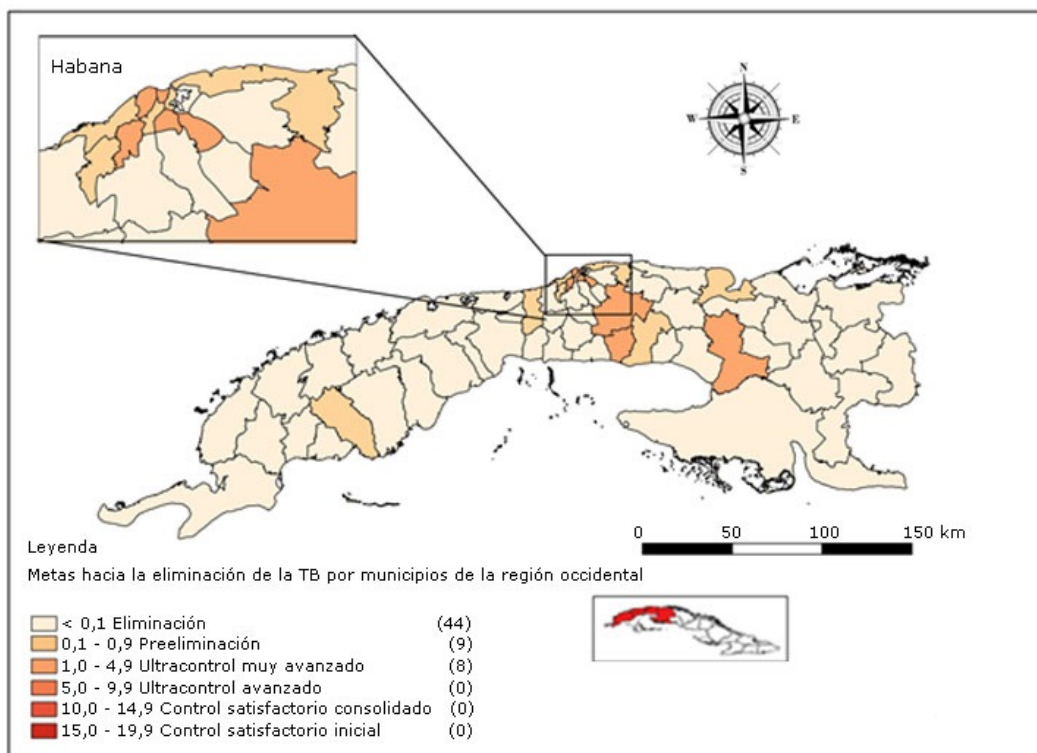 Habana
N
W
E
S
0 50 100 150 km
Leyenda
Metas hacia la eliminación de la TB por municipios de la región occidental
< 0,1 Eliminación (44)
0,1 - 0,9 Preeliminación (9)
1,0 - 4,9 Ultracontrol muy avanzado (8)
5,0 - 9,9 Ultracontrol avanzado (0)
10,0 - 14,9 Control satisfactorio consolidado (0)
15,0 - 19,9 Control satisfactorio inicial (0)